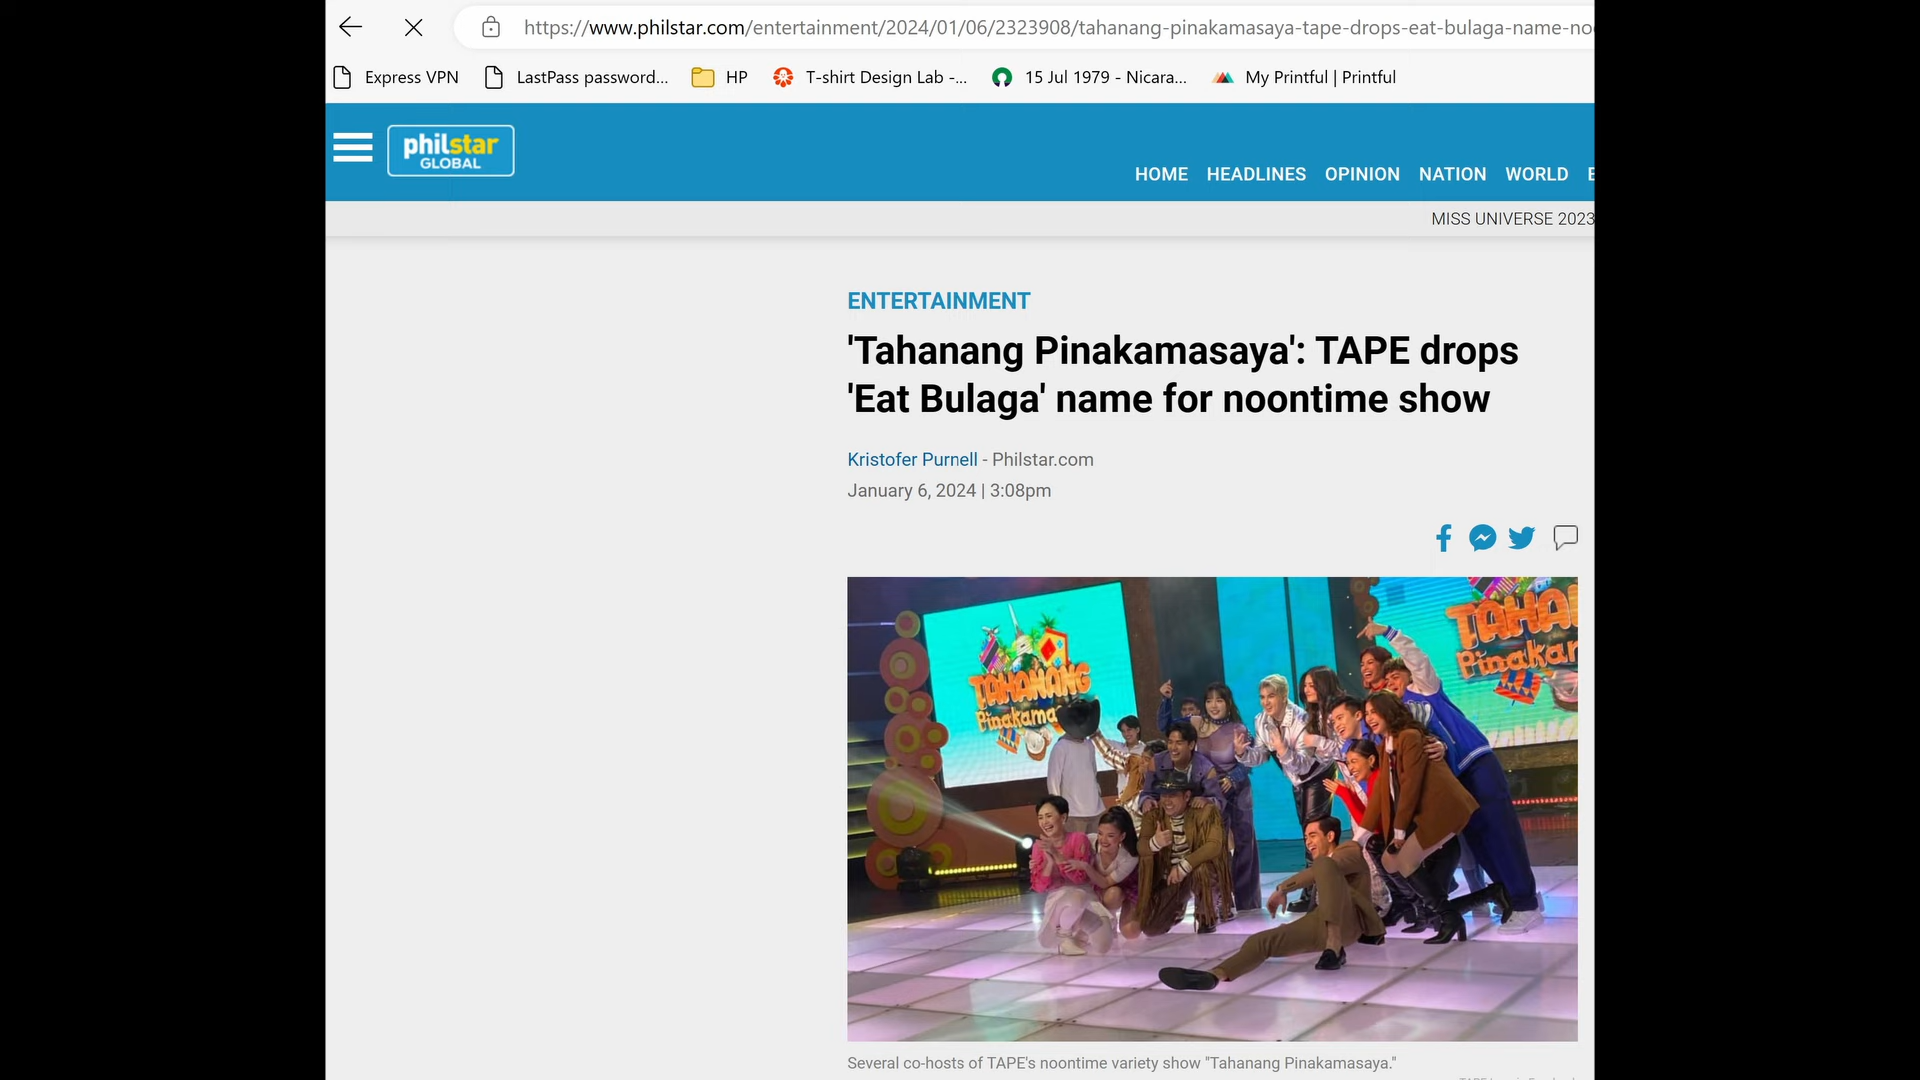 https://www.philstar.com/entertainment/2024/01/06/2323908/tahanang-pinakamasaya-tape-drops-eat-bulaga-name-no
Express VPN
LastPass password...
HP
T-shirt Design Lab -...
15 Jul 1979 - Nicara...
My Printful | Printful
philstar
GLOBAL
HOME HEADLINES OPINION NATION WORLD
MISS UNIVERSE 2023
ENTERTAINMENT
'Tahanang Pinakamasaya': TAPE drops
'Eat Bulaga' name for noontime show
Kristofer Purnell - Philstar.com
January 6, 2024 | 3:08pm
TAHANANG
Pinakama
TAHAN
Pinakar
Several co-hosts of TAPE's noontime variety show "Tahanang Pinakamasaya."